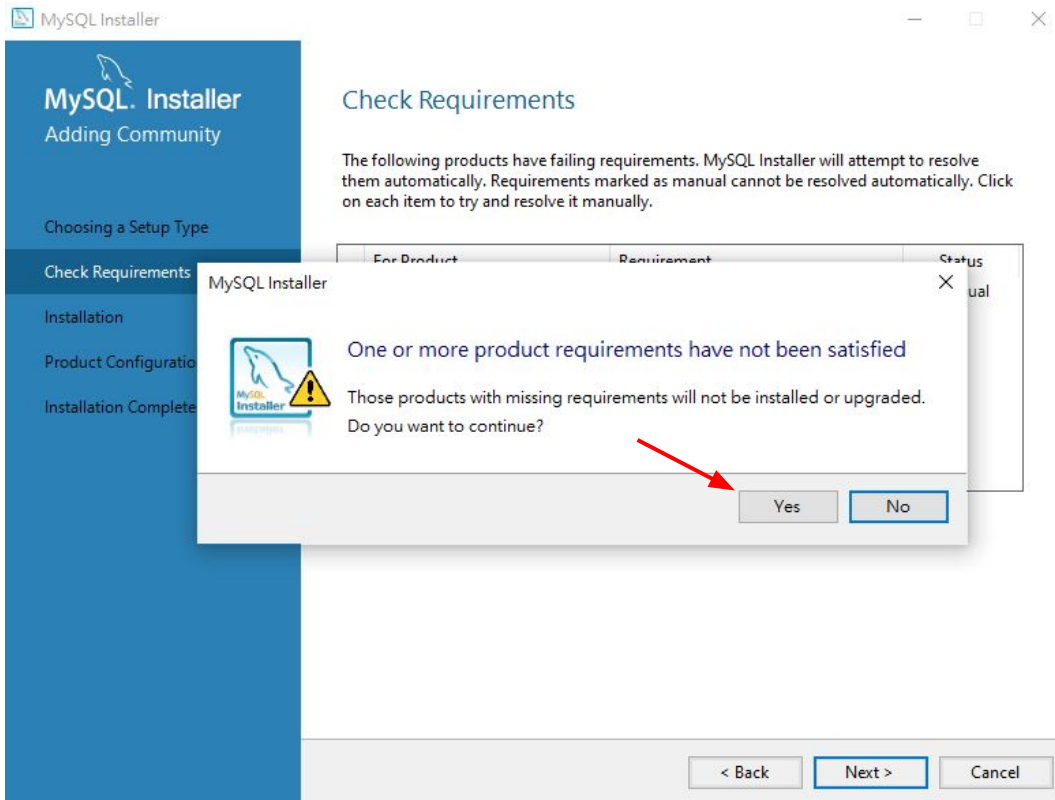 MySQL Installer
MySQL. Installer
Adding Community
Choosing a Setup Type
Check Requirements
Installation
Product Configuratio
Installation Complete
Check Requirements
The following products have failing requirements. MySQL Installer will attempt to resolve
them automatically. Requirements marked as manual cannot be resolved automatically. Click
on each item to try and resolve it manually.
For Product Requirement Status
ual
MySQL Installer
MySQL
Installer
One or more product requirements have not been satisfied
Those products with missing requirements will not be installed or upgraded.
Do you want to continue?
Yes No
< Back Next > Cancel